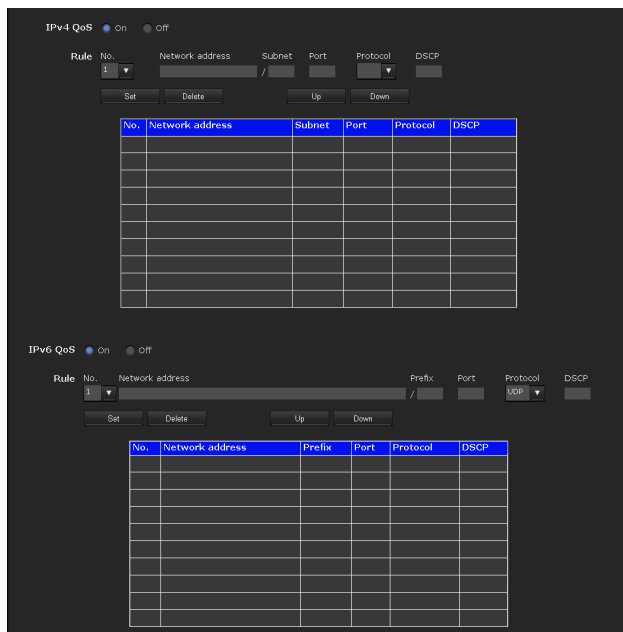 IPv4 QoS On Off
Rule No. Network address Subnet Port Protocol DSCP
1 /
Set Delete Up Down
No. Network address Subnet Port Protocol DSCP
IPv6 QoS On Off
Rule No. Network address Prefix Port Protocol DSCP
1 / UDP
Set Delete Up Down
No. Network address Prefix Port Protocol DSCP